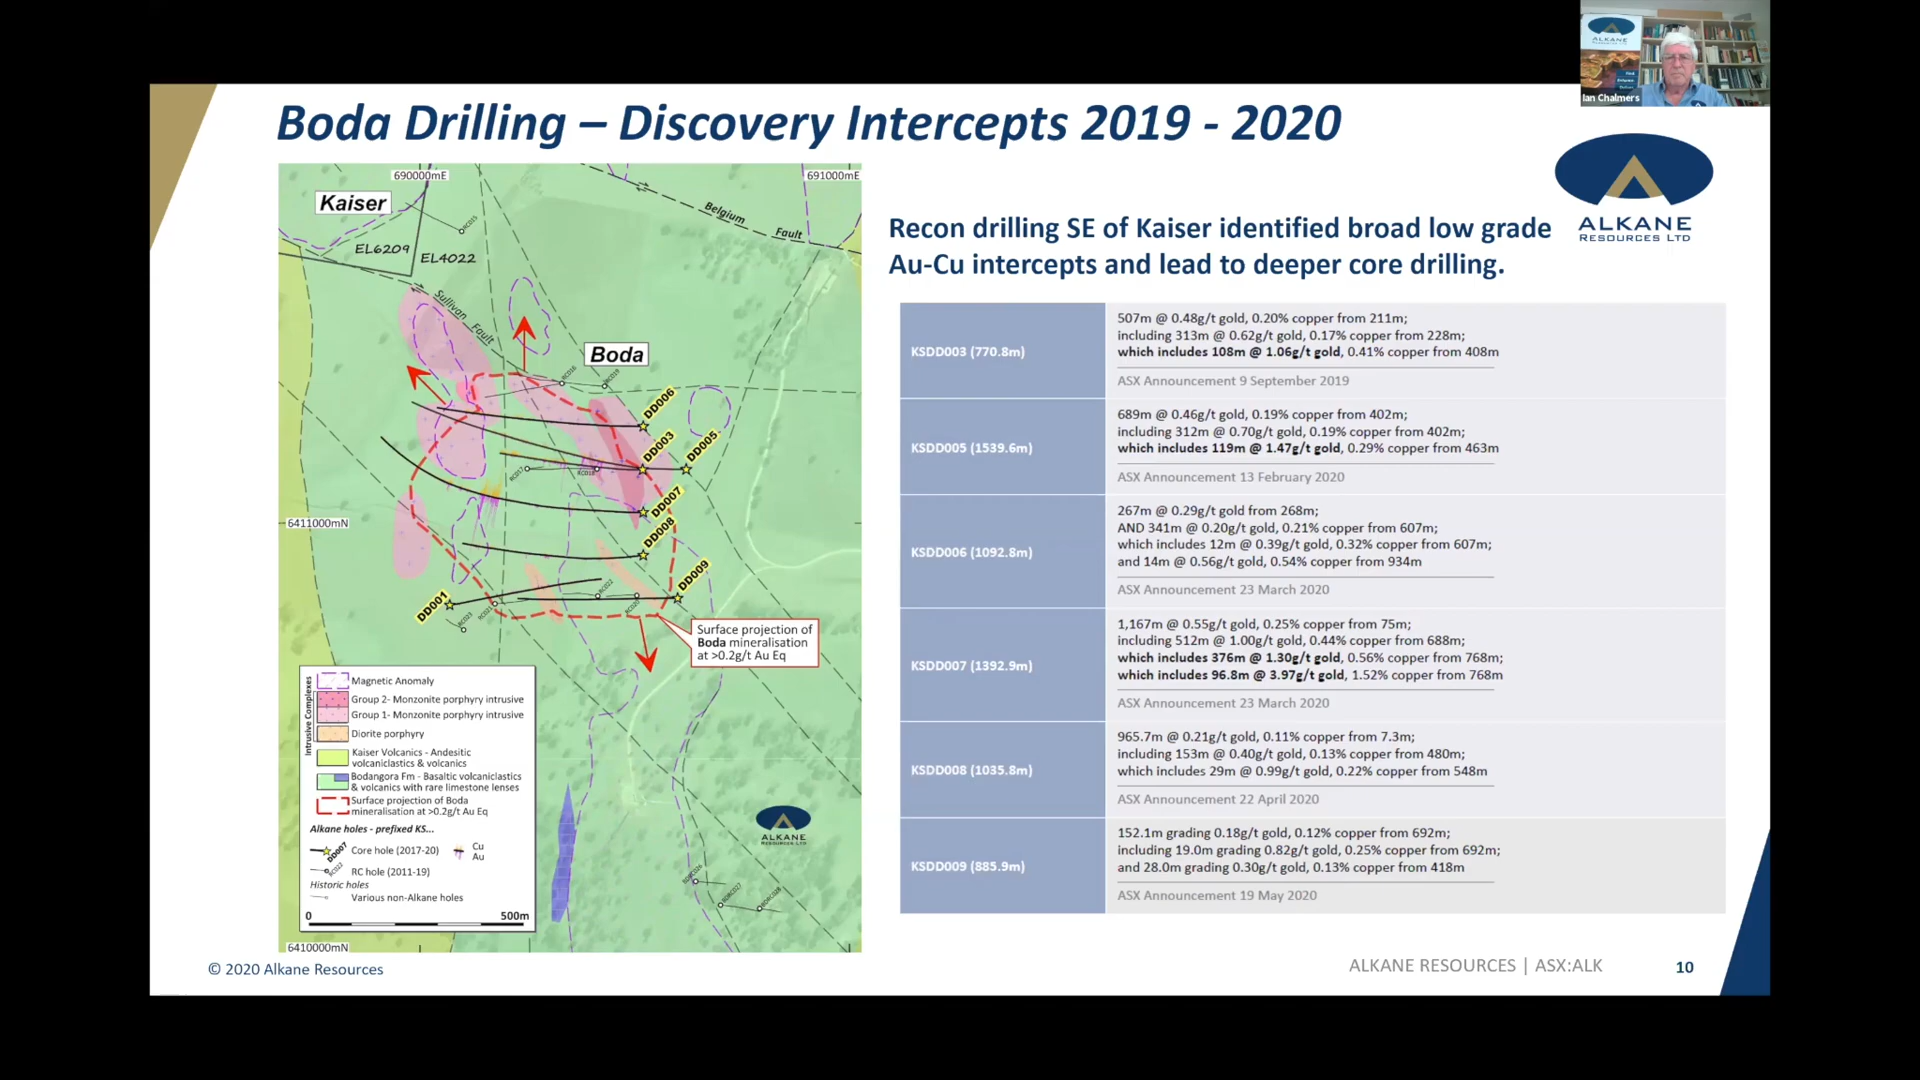 Ian Chalmers
Boda Drilling – Discovery Intercepts 2019 - 2020
ALKANE
RESOURCES LTD
Recon drilling SE of Kaiser identified broad low grade
Au-Cu intercepts and lead to deeper core drilling.
690000mE
691000mE
Kaiser
EL6209
EL4022
Belgium
Fault
Sullivan
Fault
Boda
DD006
DD003
DD005
DD007
6411000mN
DD008
DD009
DD001
Surface projection of
Boda mineralisation
at >0.2g/t Au Eq
Intrusive Complexes
Magnetic Anomaly
Group 2- Monzonite porphyry intrusive
Group 1- Monzonite porphyry intrusive
Diorite porphyry
Kaiser Volcanics - Andesitic
volcaniclastics & volcanics
Bodangora Fm - Basaltic volcaniclastics
& volcanics with rare limestone lenses
Surface projection of Boda
mineralisation at >0.2g/t Au Eq
Alkane holes - prefixed KS...
DD007
Core hole (2017-20)
Cu
Au
RC022
RC hole (2011-19)
Historic holes
Various non-Alkane holes
0
500m
6410000mN
ALKANE
RESOURCES LTD
KSDD003 (770.8m)
507m @ 0.48g/t gold, 0.20% copper from 211m;
including 313m @ 0.62g/t gold, 0.17% copper from 228m;
which includes 108m @ 1.06g/t gold, 0.41% copper from 408m
ASX Announcement 9 September 2019
KSDD005 (1539.6m)
689m @ 0.46g/t gold, 0.19% copper from 402m;
including 312m @ 0.70g/t gold, 0.19% copper from 402m;
which includes 119m @ 1.47g/t gold, 0.29% copper from 463m
ASX Announcement 13 February 2020
KSDD006 (1092.8m)
267m @ 0.29g/t gold from 268m;
AND 341m @ 0.20g/t gold, 0.21% copper from 607m;
which includes 12m @ 0.39g/t gold, 0.32% copper from 607m;
and 14m @ 0.56g/t gold, 0.54% copper from 934m
ASX Announcement 23 March 2020
KSDD007 (1392.9m)
1,167m @ 0.55g/t gold, 0.25% copper from 75m;
including 512m @ 1.00g/t gold, 0.44% copper from 688m;
which includes 376m @ 1.30g/t gold, 0.56% copper from 768m;
which includes 96.8m @ 3.97g/t gold, 1.52% copper from 768m
ASX Announcement 23 March 2020
KSDD008 (1035.8m)
965.7m @ 0.21g/t gold, 0.11% copper from 7.3m;
including 153m @ 0.40g/t gold, 0.13% copper from 480m;
which includes 29m @ 0.99g/t gold, 0.22% copper from 548m
ASX Announcement 22 April 2020
KSDD009 (885.9m)
152.1m grading 0.18g/t gold, 0.12% copper from 692m;
including 19.0m grading 0.82g/t gold, 0.25% copper from 692m;
and 28.0m grading 0.30g/t gold, 0.13% copper from 418m
ASX Announcement 19 May 2020
© 2020 Alkane Resources
ALKANE RESOURCES | ASX:ALK
10